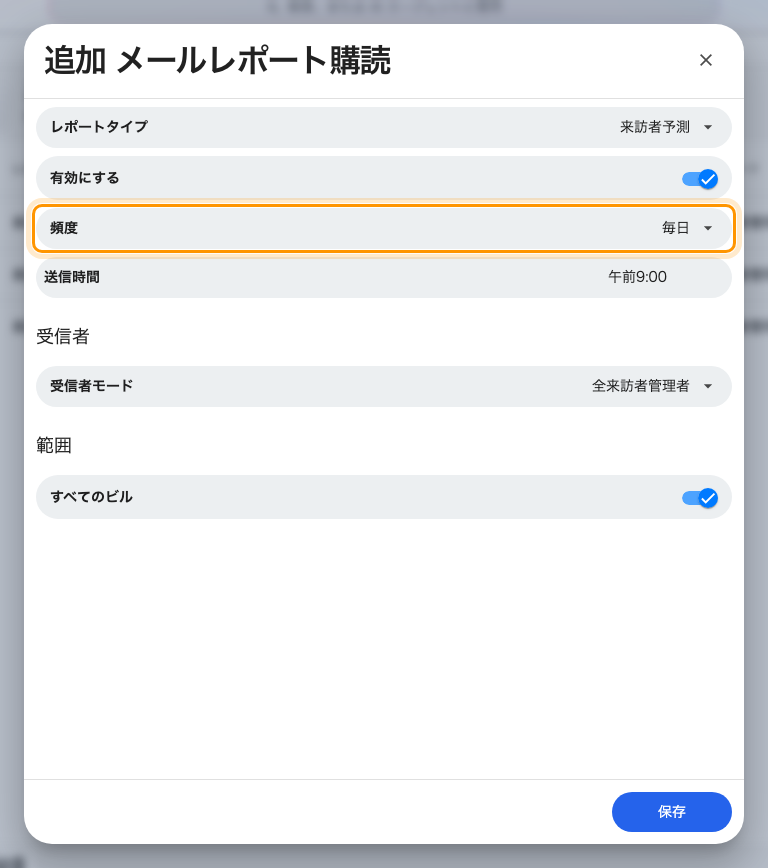 追加 メールレポート購読
レポートタイプ 来訪者予測
有効にする
頻度 毎日
送信時間 午前9:00
受信者
受信者モード 全来訪者管理者
範囲
すべてのビル
保存